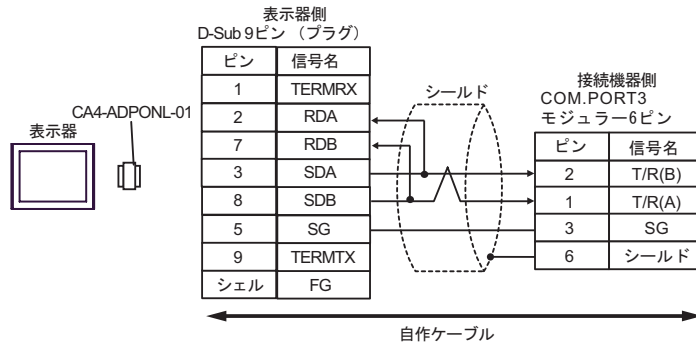 表示器側
D-Sub 9ピン （プラグ）
ピン 信号名
1 TERMRX
2 RDA
7 RDB
3 SDA
8 SDB
5 SG
9 TERMTX
シェル FG
シールド
接続機器側
COM.PORT3
モジュラー6ピン
ピン 信号名
2 T/R(B)
1 T/R(A)
3 SG
6 シールド
CA4-ADPONL-01
表示器
自作ケーブル